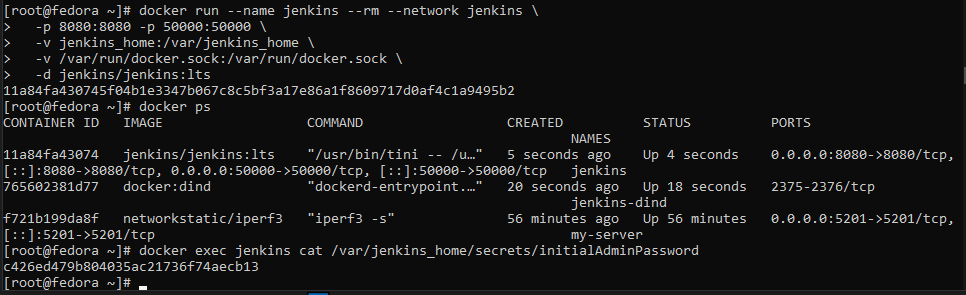 [root@fedora ~]# docker run --name jenkins --rm --network jenkins \
>   -p 8080:8080 -p 50000:50000 \
>   -v jenkins_home:/var/jenkins_home \
>   -v /var/run/docker.sock:/var/run/docker.sock \
>   -d jenkins/jenkins:lts
11a84fa430745f04b1e3347b067c8c5bf3a17e86a1f8609717d0af4c1a9495b2
[root@fedora ~]# docker ps
CONTAINER ID   IMAGE                   COMMAND                  CREATED          STATUS          PORTS
NAMES
11a84fa43074   jenkins/jenkins:lts     "/usr/bin/tini -- /u…"   5 seconds ago    Up 4 seconds    0.0.0.0:8080->8080/tcp,
[::]:8080->8080/tcp, 0.0.0.0:50000->50000/tcp, [::]:50000->50000/tcp   jenkins
765602381d77   docker:dind             "dockerd-entrypoint.…"   20 seconds ago   Up 18 seconds   2375-2376/tcp
jenkins-dind
f721b199da8f   networkstatic/iperf3    "iperf3 -s"              56 minutes ago   Up 56 minutes   0.0.0.0:5201->5201/tcp,
[::]:5201->5201/tcp   my-server
[root@fedora ~]# docker exec jenkins cat /var/jenkins_home/secrets/initialAdminPassword
c426ed479b804035ac21736f74aecb13
[root@fedora ~]#